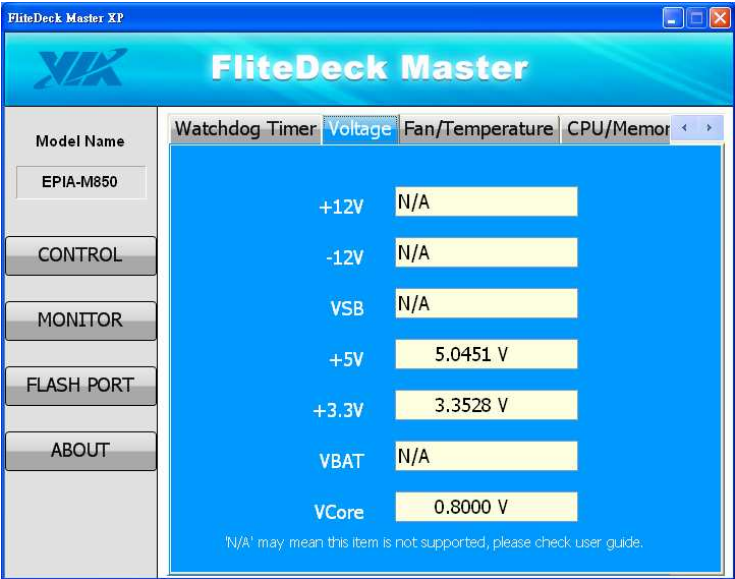 FliteDeck Master XP
VIA FliteDeck Master
Model Name
EPIA-M850
CONTROL
MONITOR
FLASH PORT
ABOUT
Watchdog Timer Voltage Fan/Temperature CPU/Memor
+12V N/A
-12V N/A
VSB N/A
+5V 5.0451 V
+3.3V 3.3528 V
VBAT N/A
VCore 0.8000 V
'N/A' may mean this item is not supported, please check user guide.